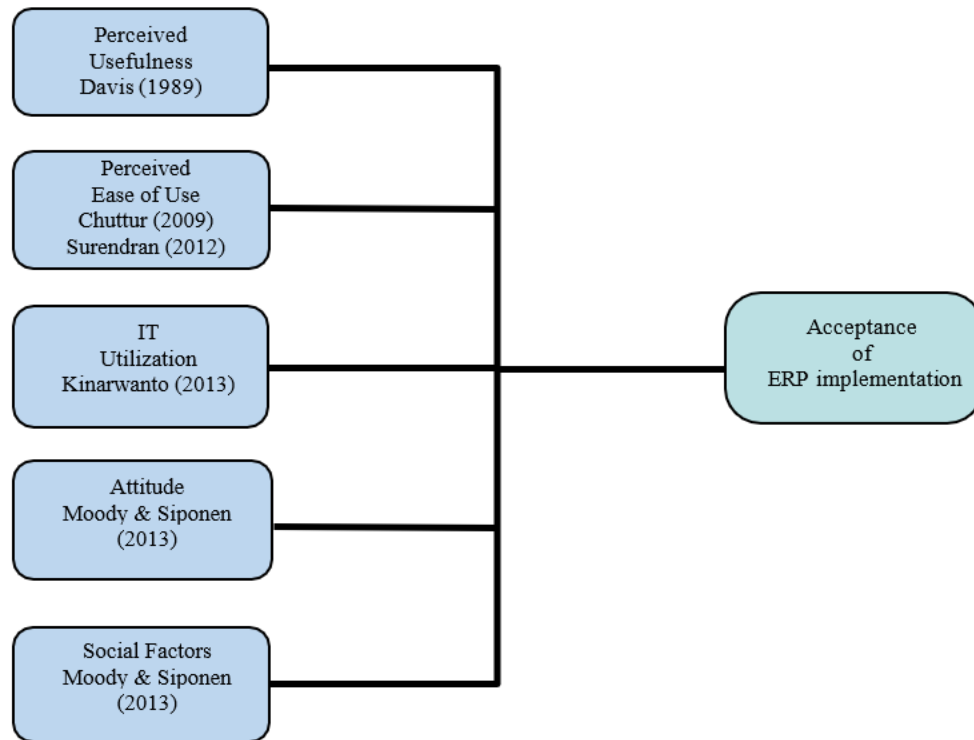 Perceived
Usefulness
Davis (1989)
Perceived
Ease of Use
Chuttur (2009)
Surendran (2012)
IT
Utilization
Kinarwanto (2013)
Attitude
Moody & Siponen
(2013)
Social Factors
Moody & Siponen
(2013)
Acceptance
of
ERP implementation